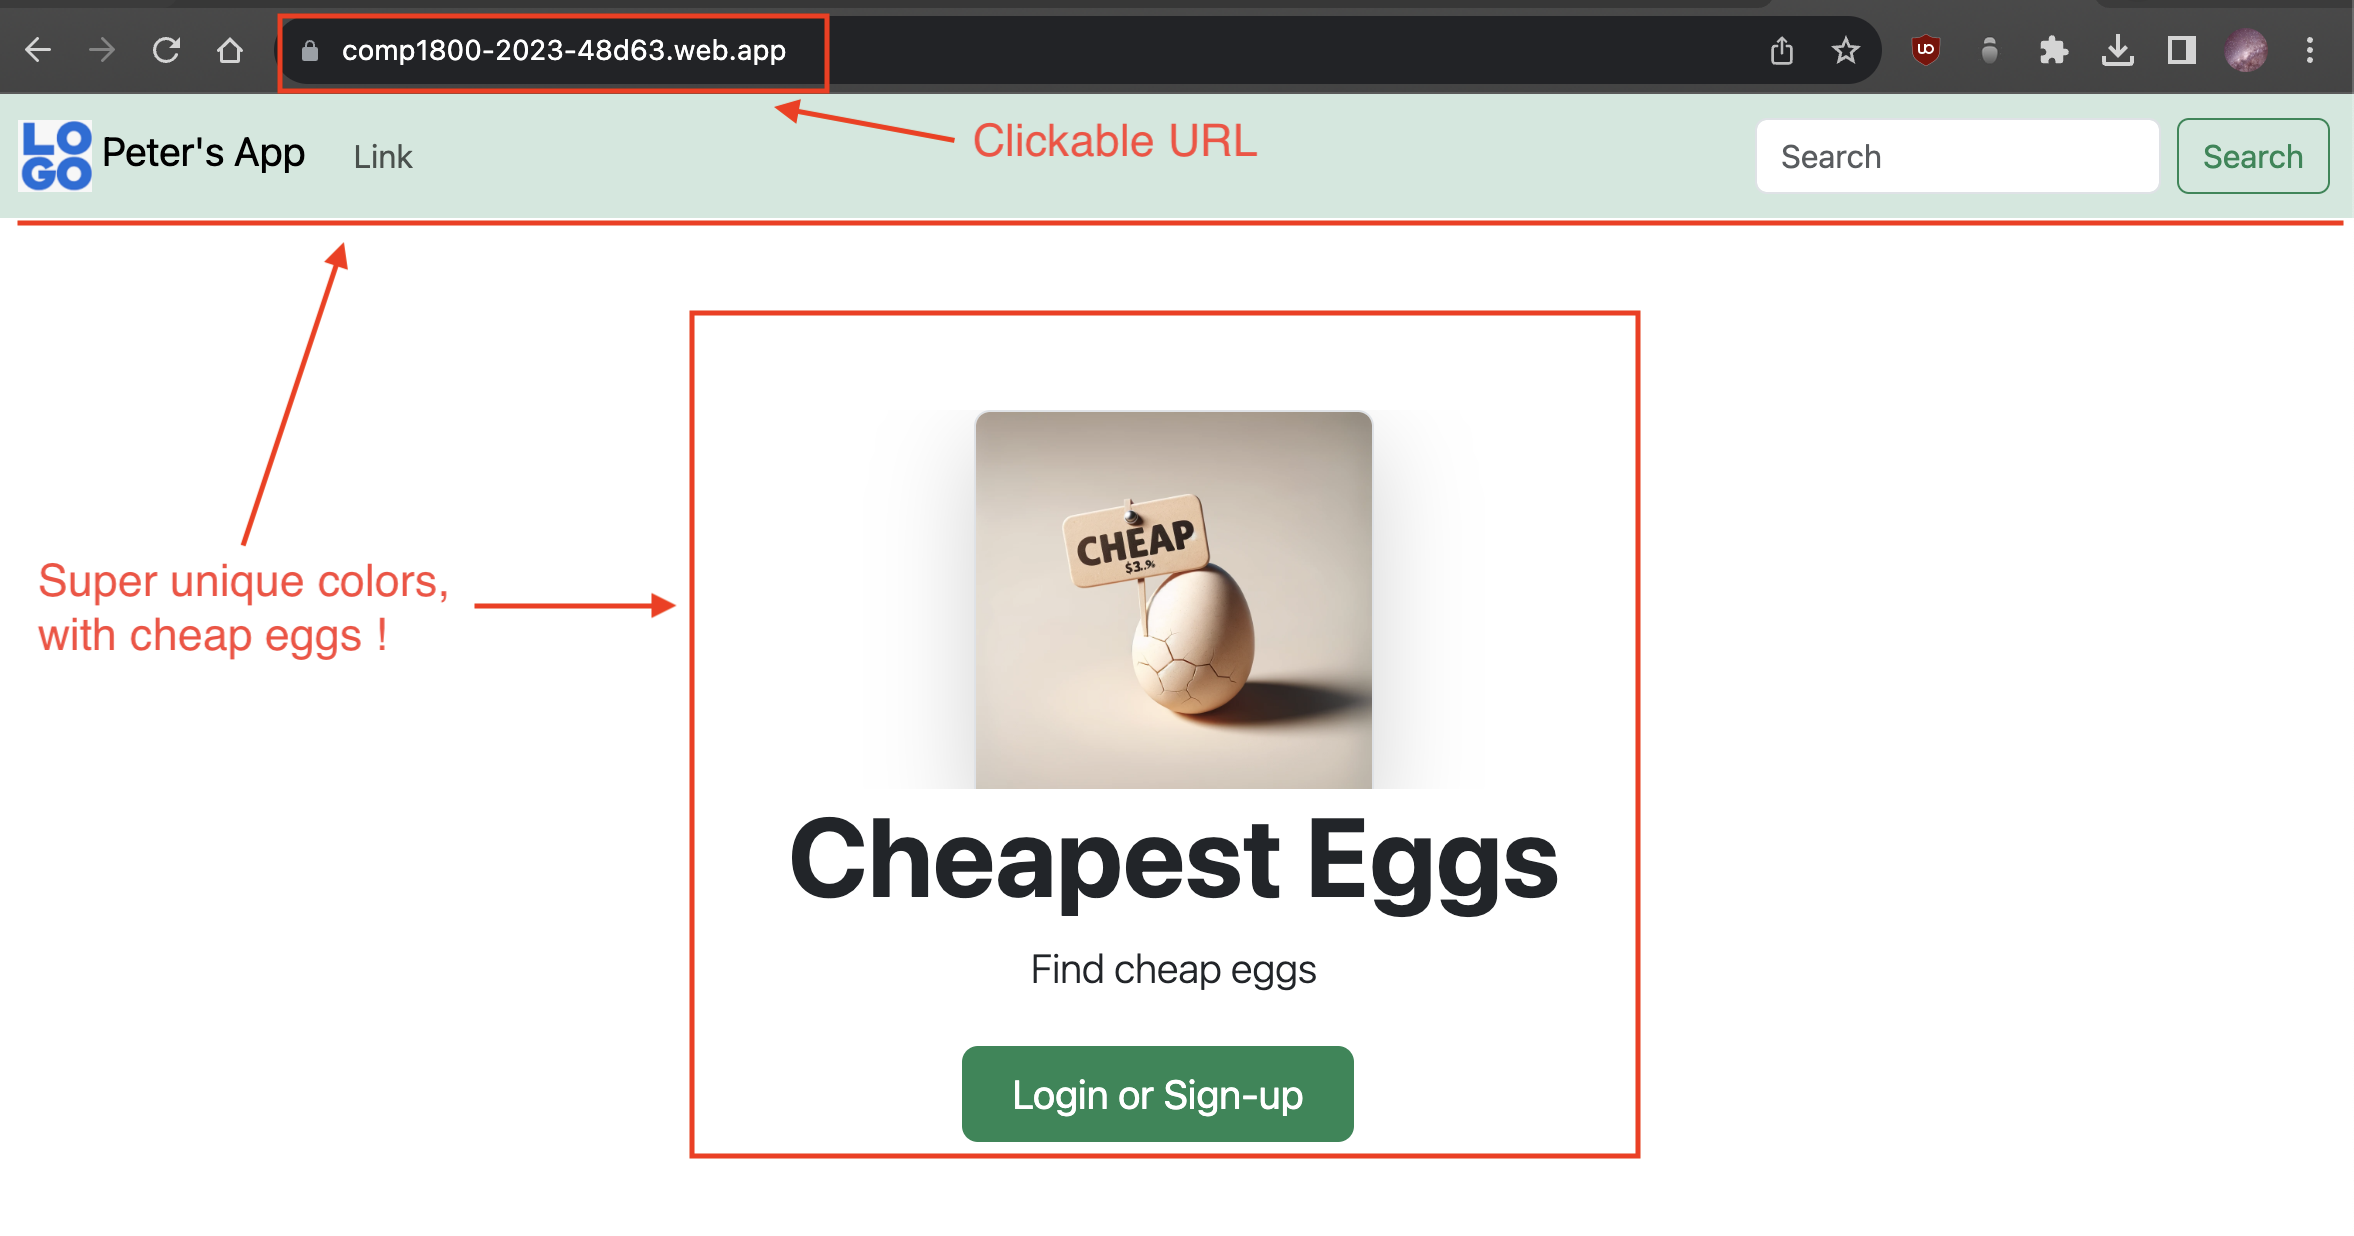 comp1800-2023-48d63.web.app
Clickable URL
LO
GO
Peter's App
Link
Search
Search
Super unique colors,
with cheap eggs !
CHEAP
$3..%
Cheapest Eggs
Find cheap eggs
Login or Sign-up